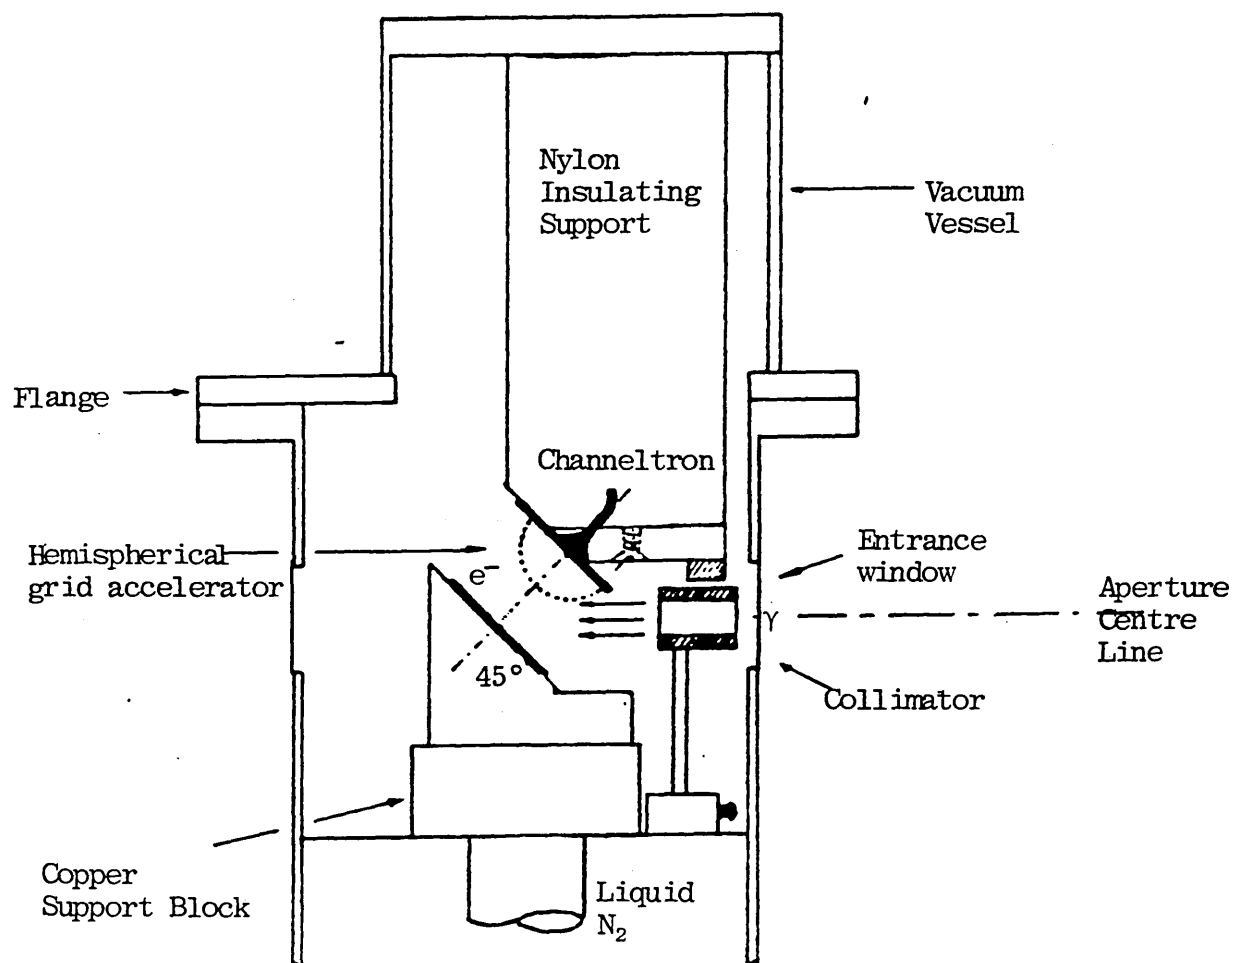 Nylon
Insulating
Support
Vacuum
Vessel
Flange
Channeltron
Hemispherical
grid accelerator
e⁻
Entrance
window
γ
Aperture
Centre
Line
45°
Collimator
Copper
Support Block
Liquid
N₂